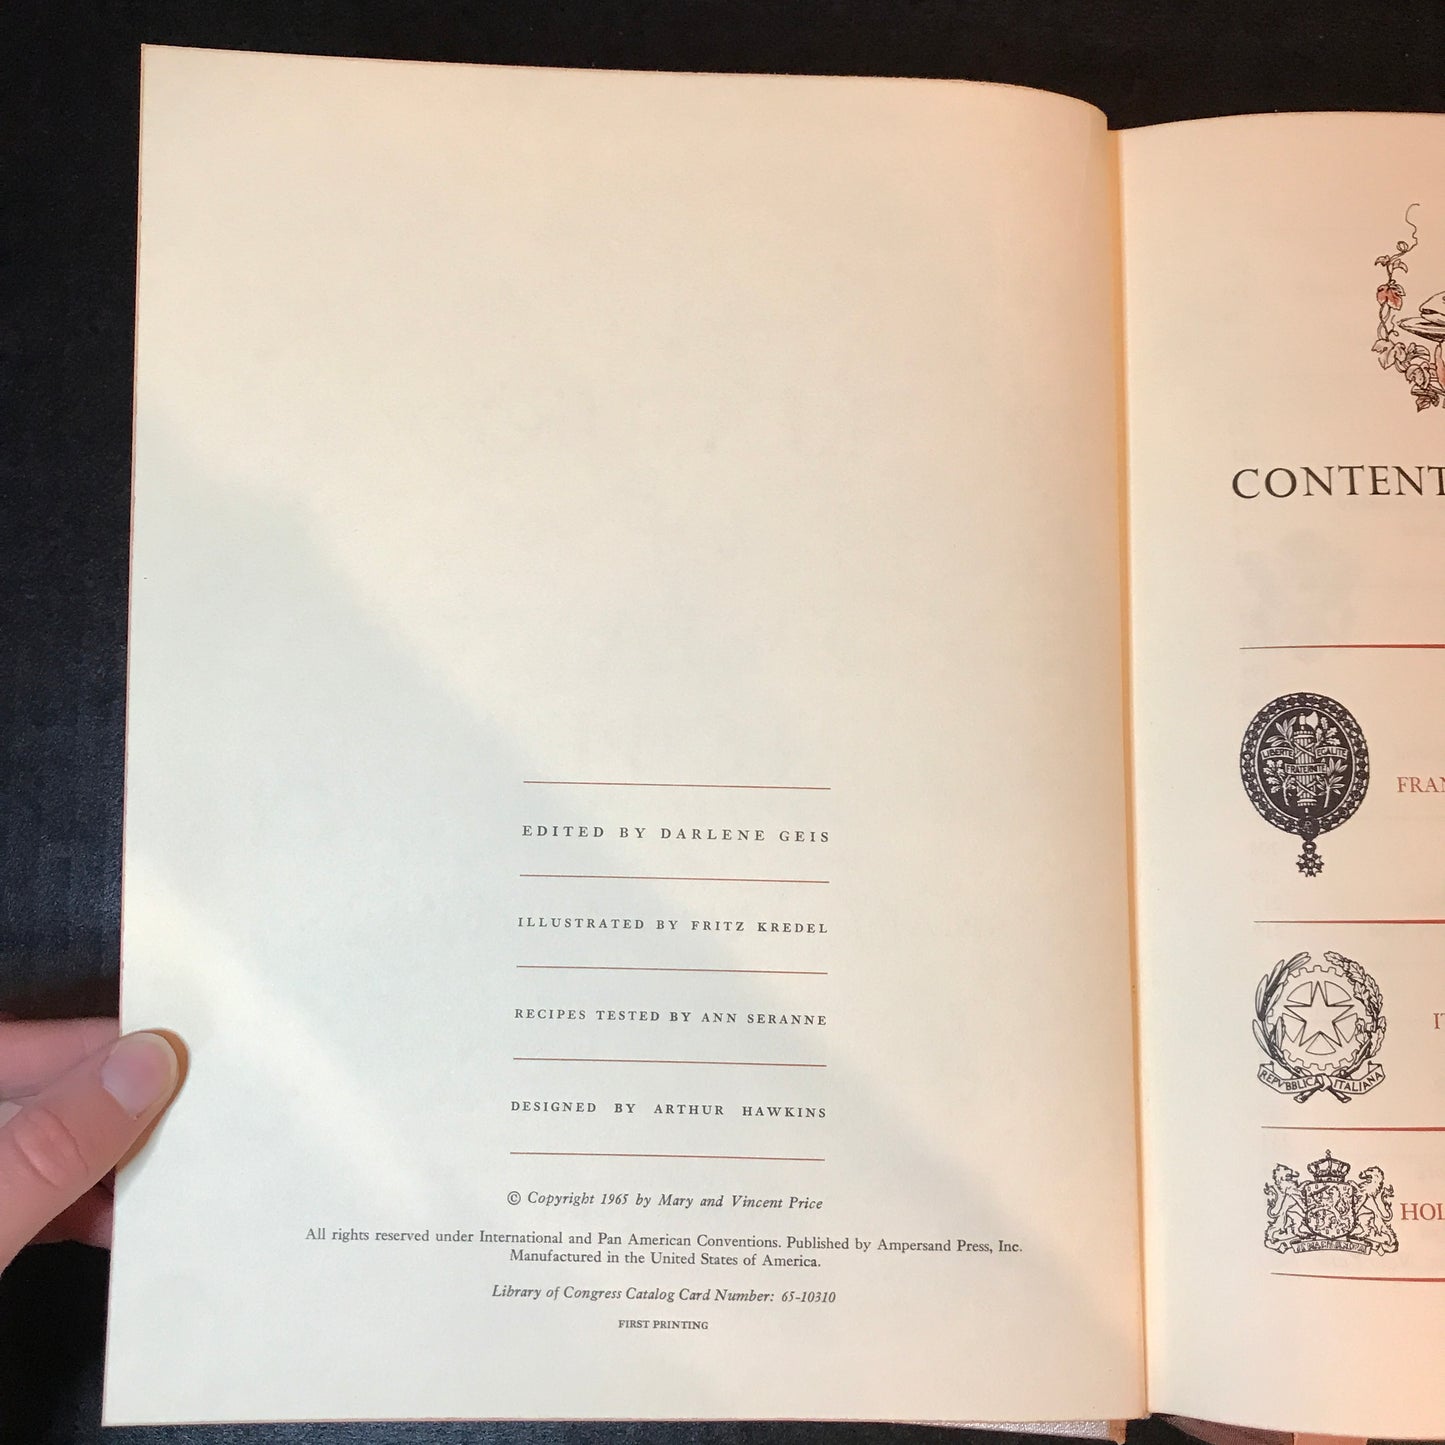 EDITED BY DARLENE GEIS
ILLUSTRATED BY FRITZ KREDEL
RECIPES TESTED BY ANN SERANNE
DESIGNED BY ARTHUR HAWKINS
© Copyright 1965 by Mary and Vincent Price
All rights reserved under International and Pan American Conventions. Published by Ampersand Press, Inc.
Manufactured in the United States of America.
Library of Congress Catalog Card Number: 65-10310
FIRST PRINTING
CONTENT
LIBERTE EGALITE
FRATERNITE
FRAN
REPVBBLICA ITALIANA
IT
HOL